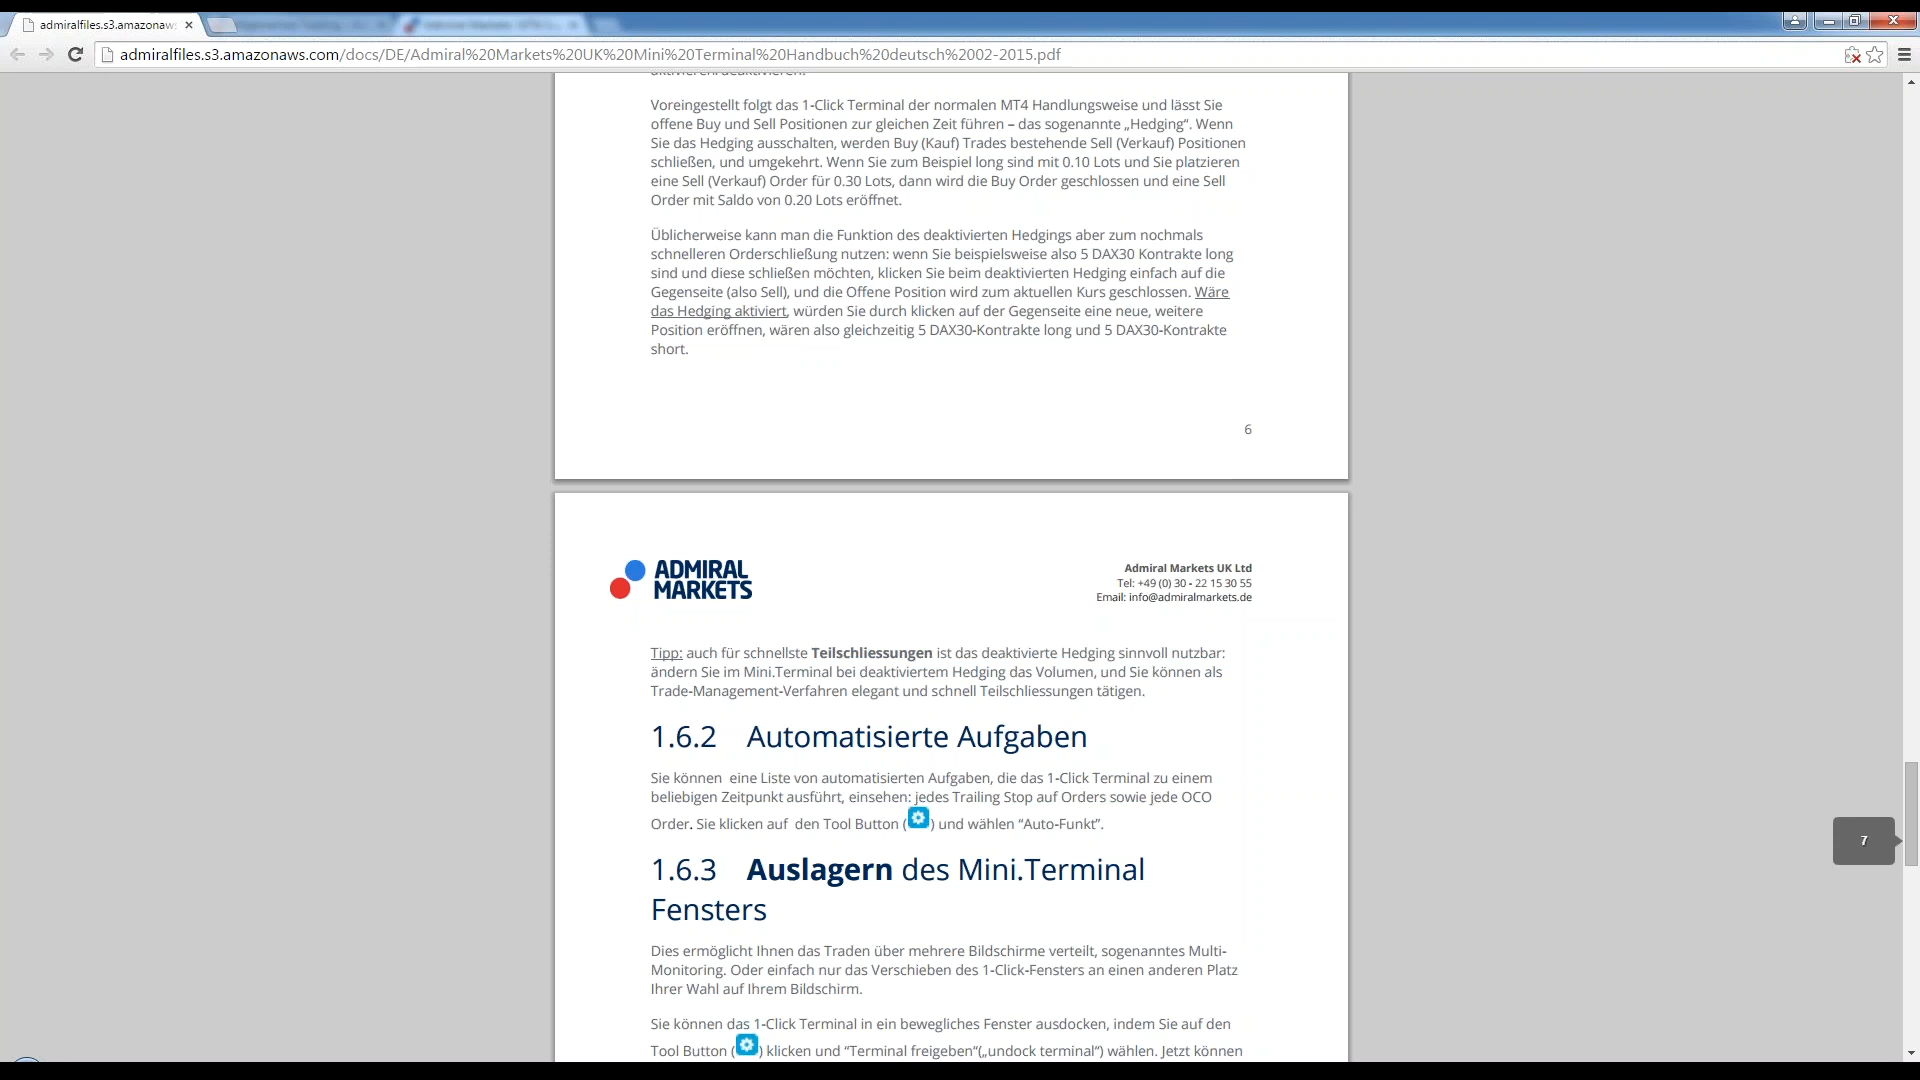 admiralfiles.s3.amazonaw
admiralfiles.s3.amazonaws.com/docs/DE/Admiral%20Markets%20UK%20Mini%20Terminal%20Handbuch%20deutsch%2002-2015.pdf
Voreingestellt folgt das 1-Click Terminal der normalen MT4 Handlungsweise und lässt Sie
offene Buy und Sell Positionen zur gleichen Zeit führen – das sogenannte „Hedging“. Wenn
Sie das Hedging ausschalten, werden Buy (Kauf) Trades bestehende Sell (Verkauf) Positionen
schließen, und umgekehrt. Wenn Sie zum Beispiel long sind mit 0.10 Lots und Sie platzieren
eine Sell (Verkauf) Order für 0.30 Lots, dann wird die Buy Order geschlossen und eine Sell
Order mit Saldo von 0.20 Lots eröffnet.
Üblicherweise kann man die Funktion des deaktivierten Hedgings aber zum nochmals
schnelleren Orderschließung nutzen: wenn Sie beispielsweise also 5 DAX30 Kontrakte long
sind und diese schließen möchten, klicken Sie beim deaktivierten Hedging einfach auf die
Gegenseite (also Sell), und die Offene Position wird zum aktuellen Kurs geschlossen. Wäre
das Hedging aktiviert, würden Sie durch klicken auf der Gegenseite eine neue, weitere
Position eröffnen, wären also gleichzeitig 5 DAX30-Kontrakte long und 5 DAX30-Kontrakte
short.
6
ADMIRAL
MARKETS
Admiral Markets UK Ltd
Tel: +49 (0) 30 - 22 15 30 55
Email: info@admiralmarkets.de
Tipp: auch für schnellste Teilschliessungen ist das deaktivierte Hedging sinnvoll nutzbar:
ändern Sie im Mini.Terminal bei deaktiviertem Hedging das Volumen, und Sie können als
Trade-Management-Verfahren elegant und schnell Teilschliessungen tätigen.
1.6.2 Automatisierte Aufgaben
Sie können eine Liste von automatisierten Aufgaben, die das 1-Click Terminal zu einem
beliebigen Zeitpunkt ausführt, einsehen: jedes Trailing Stop auf Orders sowie jede OCO
Order. Sie klicken auf den Tool Button ( ) und wählen “Auto-Funkt”.
7
1.6.3 Auslagern des Mini.Terminal
Fensters
Dies ermöglicht Ihnen das Traden über mehrere Bildschirme verteilt, sogenanntes Multi-
Monitoring. Oder einfach nur das Verschieben des 1-Click-Fensters an einen anderen Platz
Ihrer Wahl auf Ihrem Bildschirm.
Sie können das 1-Click Terminal in ein bewegliches Fenster ausdocken, indem Sie auf den
Tool Button ( ) klicken und “Terminal freigeben“(„undock terminal“) wählen. Jetzt können